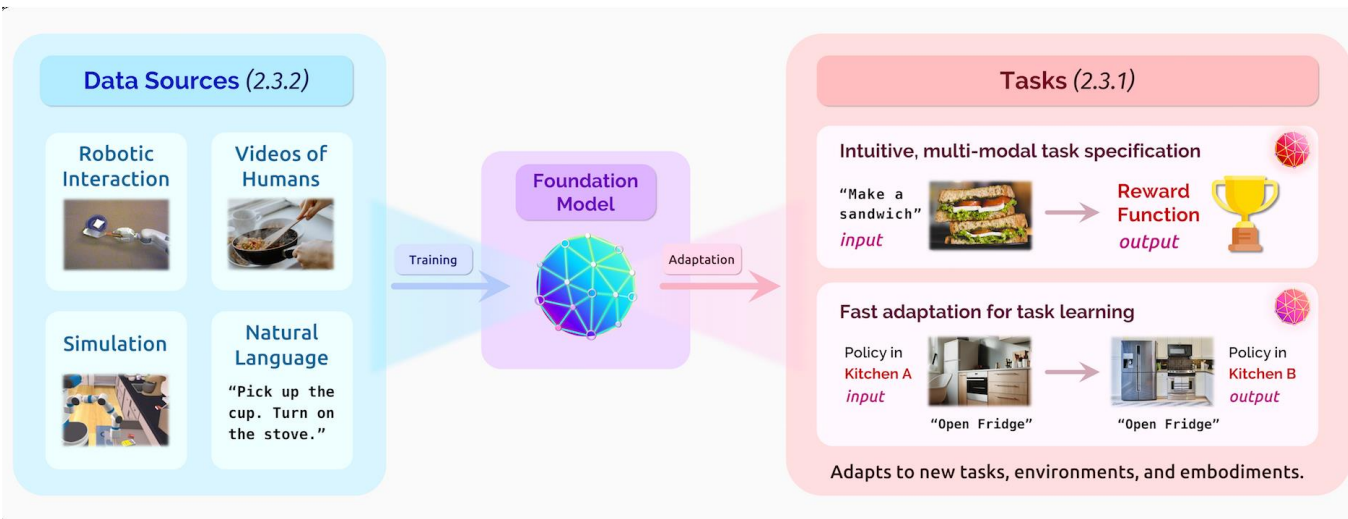 Data Sources (2.3.2)
Robotic
Interaction
Videos of
Humans
Simulation
Natural
Language
“Pick up the
cup. Turn on
the stove.”
Training
Foundation
Model
Adaptation
Tasks (2.3.1)
Intuitive, multi-modal task specification
“Make a
sandwich”
input
Reward
Function
output
Fast adaptation for task learning
Policy in
Kitchen A
input
“Open Fridge”
“Open Fridge”
Policy in
Kitchen B
output
Adapts to new tasks, environments, and embodiments.